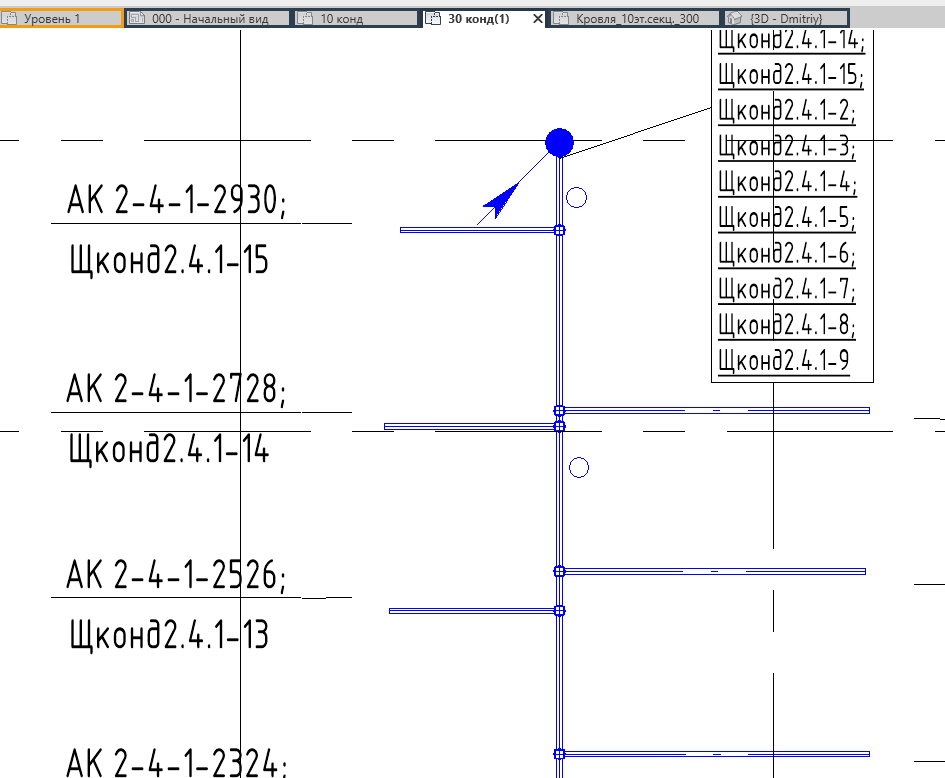 Уровень 1
000 - Начальный вид
10 конд
30 конд(1)
Кровля_10эт.секц._300
{3D - Dmitriy}
Щконд2.4.1-14;
Щконд2.4.1-15;
Щконд2.4.1-2;
Щконд2.4.1-3;
Щконд2.4.1-4;
Щконд2.4.1-5;
Щконд2.4.1-6;
Щконд2.4.1-7;
Щконд2.4.1-8;
Щконд2.4.1-9
АК 2-4-1-2930;
Щконд2.4.1-15
АК 2-4-1-2728;
Щконд2.4.1-14
АК 2-4-1-2526;
Щконд2.4.1-13
АК 2-4-1-2324;